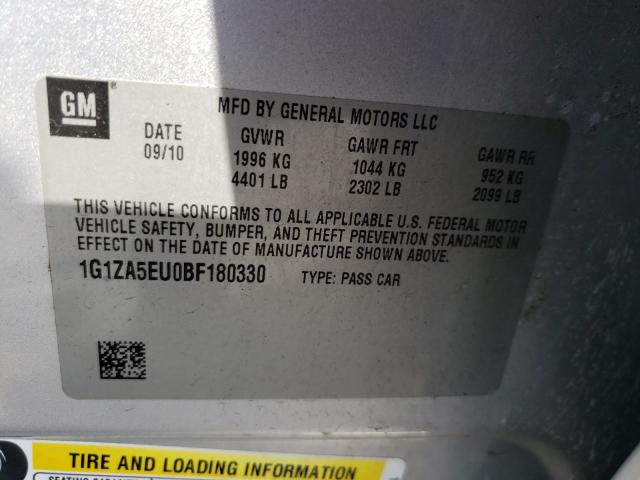 GM
MFD BY GENERAL MOTORS LLC
DATE GVWR GAWR FRT GAWR RR
09/10 1996 KG 1044 KG 952 KG
4401 LB 2302 LB 2099 LB
THIS VEHICLE CONFORMS TO ALL APPLICABLE U.S. FEDERAL MOTOR
VEHICLE SAFETY, BUMPER, AND THEFT PREVENTION STANDARDS IN
EFFECT ON THE DATE OF MANUFACTURE SHOWN ABOVE.
1G1ZA5EU0BF180330 TYPE: PASS CAR
TIRE AND LOADING INFORMATION